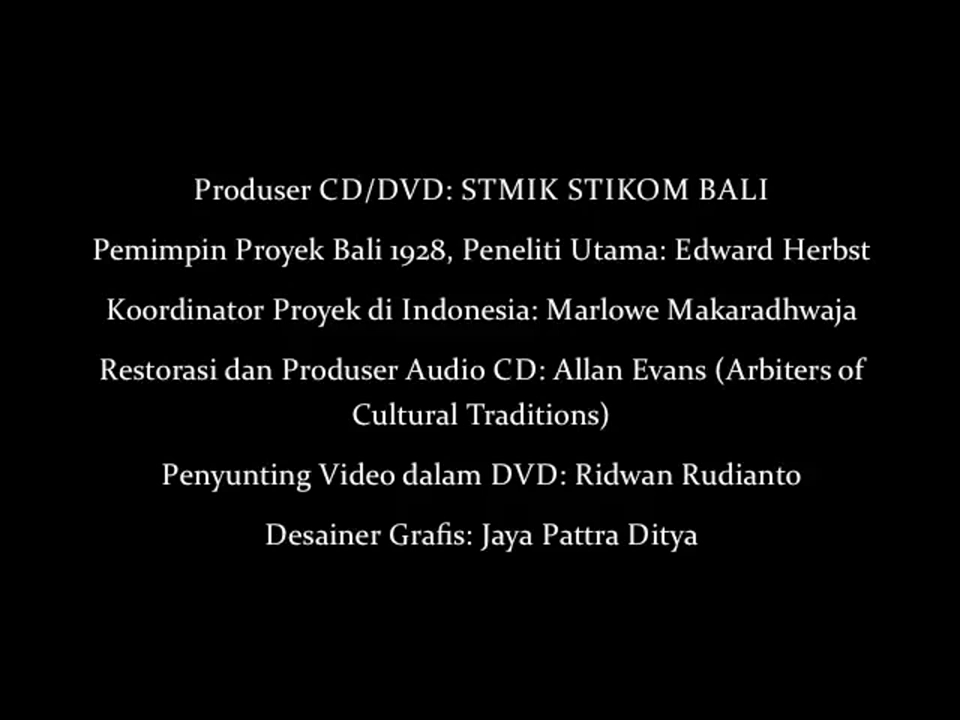 Produser CD/DVD: STMIK STIKOM BALI
Pemimpin Proyek Bali 1928, Peneliti Utama: Edward Herbst
Koordinator Proyek di Indonesia: Marlowe Makaradhwaja
Restorasi dan Produser Audio CD: Allan Evans (Arbiters of
Cultural Traditions)
Penyunting Video dalam DVD: Ridwan Rudianto
Desainer Grafis: Jaya Pattra Ditya